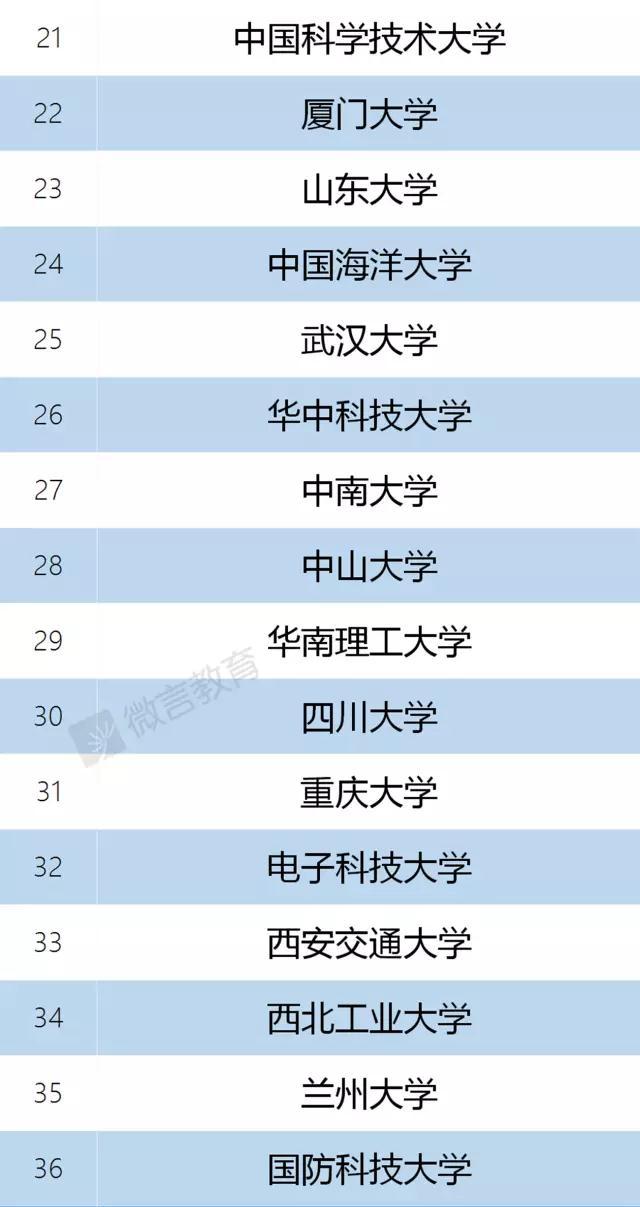 21 中国科学技术大学
22 厦门大学
23 山东大学
24 中国海洋大学
25 武汉大学
26 华中科技大学
27 中南大学
28 中山大学
29 华南理工大学
微言教育
30 四川大学
31 重庆大学
32 电子科技大学
33 西安交通大学
34 西北工业大学
35 兰州大学
36 国防科技大学